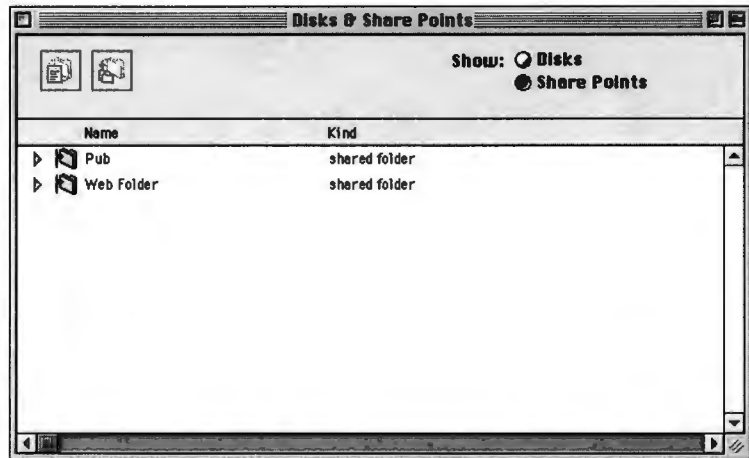 Disks & Share Points
Show: Disks
Share Points
Name Kind
Pub shared folder
Web Folder shared folder